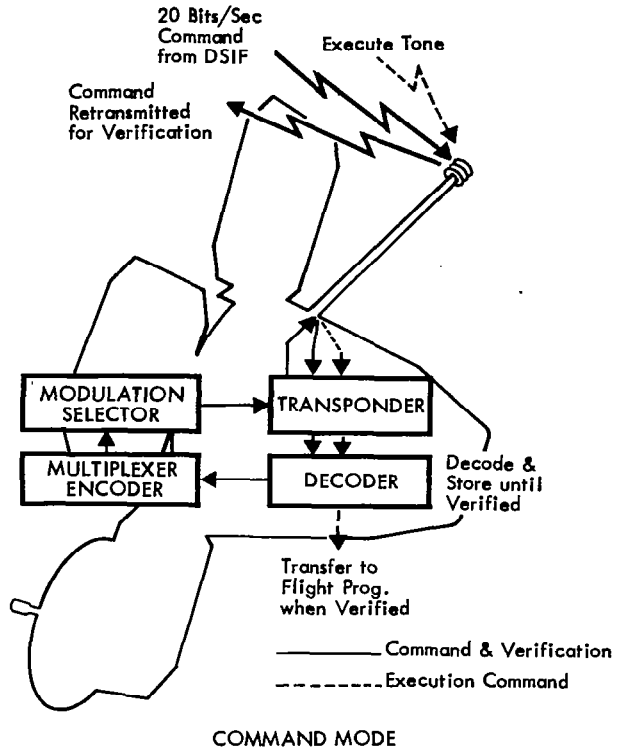 20 Bits/Sec
Command
from DSIF
Execute Tone
Command
Retransmitted
for Verification
MODULATION
SELECTOR
TRANSPONDER
MULTIPLEXER
ENCODER
DECODER
Decode &
Store until
Verified
Transfer to
Flight Prog.
when Verified
Command & Verification
Execution Command
COMMAND MODE